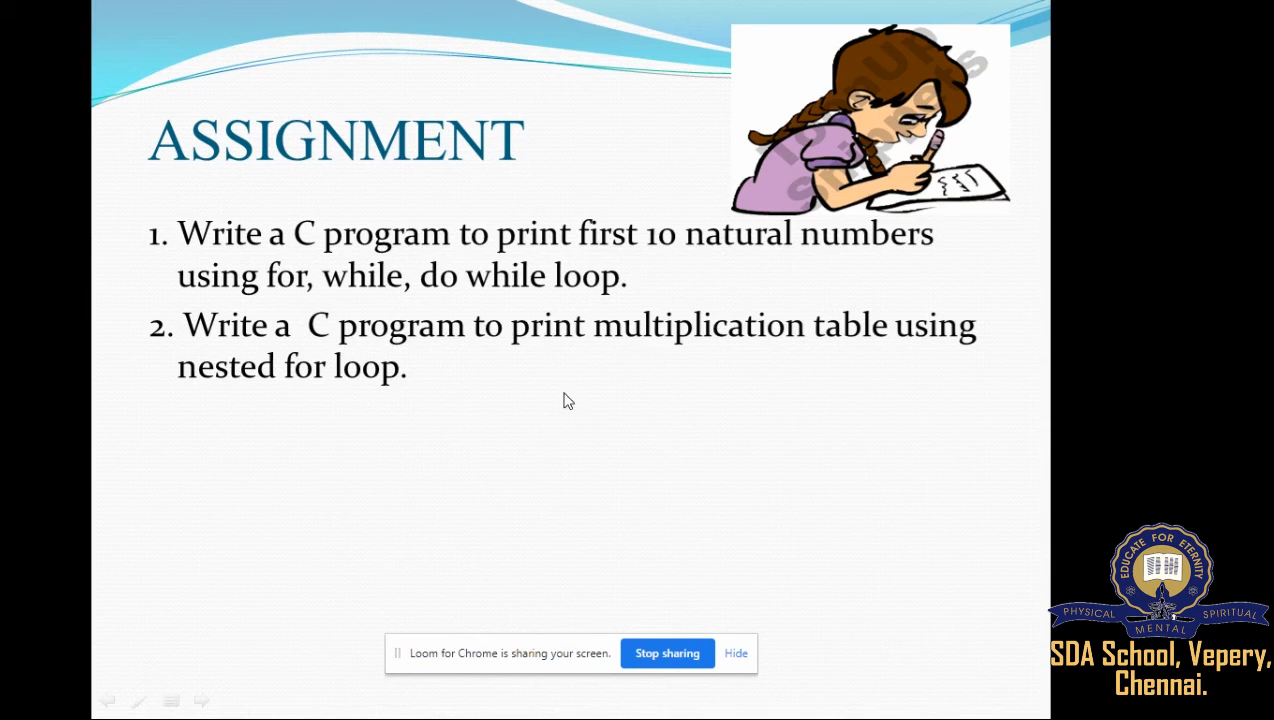 ASSIGNMENT
1. Write a C program to print first 10 natural numbers
using for, while, do while loop.
2. Write a  C program to print multiplication table using
nested for loop.
Loom for Chrome is sharing your screen. Stop sharing Hide
EDUCATE FOR ETERNITY
PHYSICAL MENTAL SPIRITUAL
SDA School, Vepery,
Chennai.